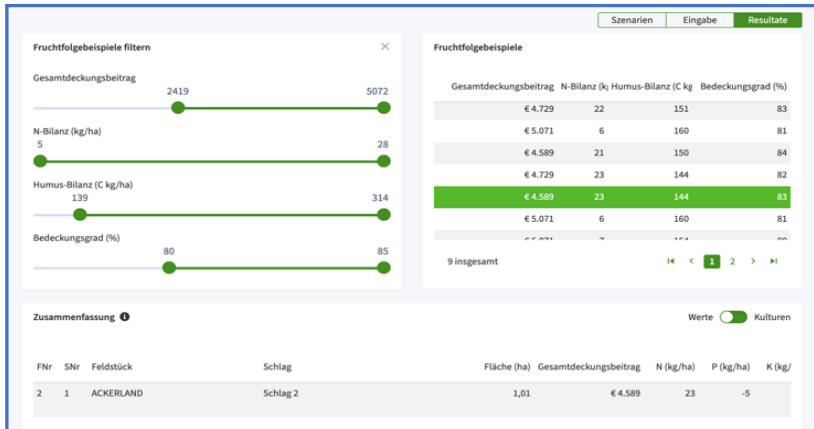 Szenarien Eingabe Resultate
Fruchtfolgebeispiele filtern
Gesamtdeckungsbeitrag
2419 5072
N-Bilanz (kg/ha)
5 28
Humus-Bilanz (C kg/ha)
139 314
Bedeckungsgrad (%)
80 85
Fruchtfolgebeispiele
Gesamtdeckungsbeitrag N-Bilanz (k Humus-Bilanz (C kg Bedeckungsgrad (%)
€ 4.729 22 151 83
€ 5.071 6 160 81
€ 4.589 21 150 84
€ 4.729 23 144 82
€ 4.589 23 144 83
€ 5.071 6 160 81
9 insgesamt 1 2
Zusammenfassung Werte Kulturen
FNr SNr Feldstück Schlag Fläche (ha) Gesamtdeckungsbeitrag N (kg/ha) P (kg/ha) K (kg/
2 1 ACKERLAND Schlag 2 1,01 € 4.589 23 -5